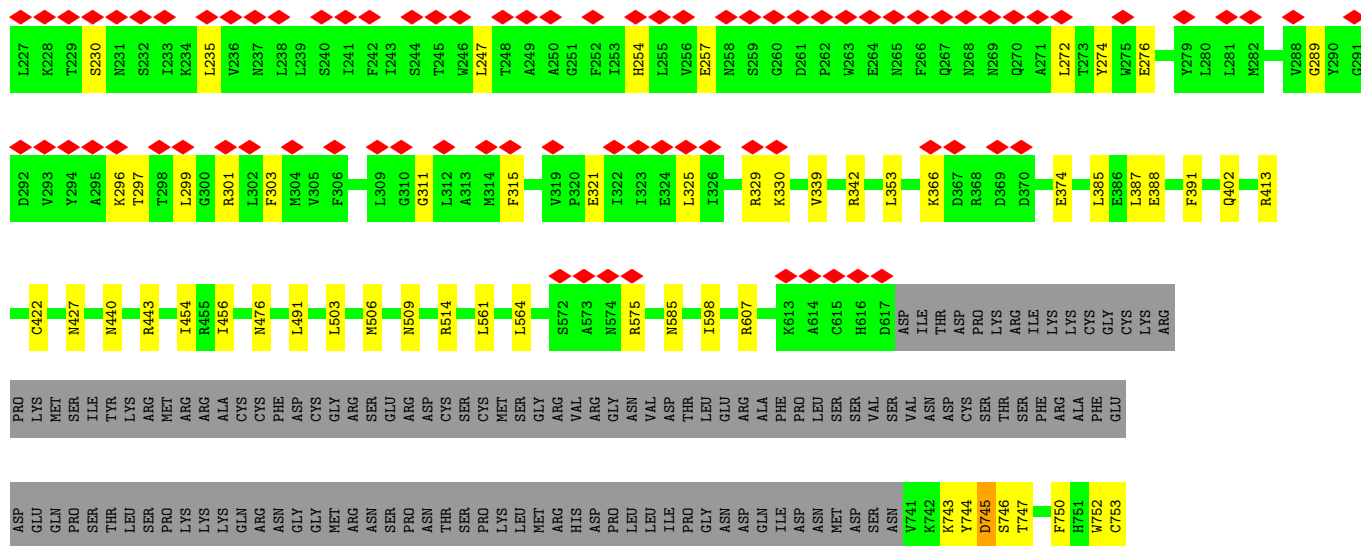 L227 K228 T229 S230 N231 S232 I233 K234 L235 V236 N237 L238 L239 S240 I241 F242 I243 S244 T245 W246 L247 T248 A249 A250 G251 F252 I253 H254 L255 V256 E257 N258 S259 G260 D261 P262 W263 E264 N265 F266 Q267 N268 N269 Q270 A271 L272 T273 Y274 W275 E276 Y279 L280 L281 M282 V288 G289 Y290 G291
D292 V293 Y294 A295 K296 T297 T298 L299 G300 R301 L302 F303 M304 V305 F306 L309 G310 G311 L312 A313 M314 F315 V319 P320 E321 I322 I323 E324 L325 I326 R329 K330 V339 R342 L353 K366 D367 R368 D369 D370 E374 L385 E386 L387 E388 F391 Q402 R413
C422 N427 N440 R443 I454 R455 I456 N476 L491 L503 M506 N509 R514 L561 L564 S572 A573 N574 R575 N585 I598 R607 K613 A614 C615 H616 D617 ASP ILE THR ASP PRO LYS ARG ILE LYS LYS CYS GLY CYS LYS ARG
PRO LYS MET SER ILE TYR LYS ARG MET ARG ARG ALA CYS CYS PHE ASP CYS GLY ARG SER GLU ARG ASP CYS SER CYS MET SER GLY ARG VAL ARG GLY ASN VAL ASP THR LEU GLU ARG ALA PHE PRO LEU SER SER VAL SER VAL ASN ASP CYS SER THR SER PHE ARG ALA PHE GLU
ASP GLU GLN PRO SER THR LEU SER PRO LYS LYS LYS GLN ARG ASN GLY GLY MET ARG ASN SER PRO ASN THR SER PRO LYS LEU MET ARG HIS ASP PRO LEU LEU ILE PRO GLY ASN ASP GLN ILE ASP ASN MET ASP SER ASN V741 K742 K743 Y744 D745 S746 T747 F750 H751 W752 C753